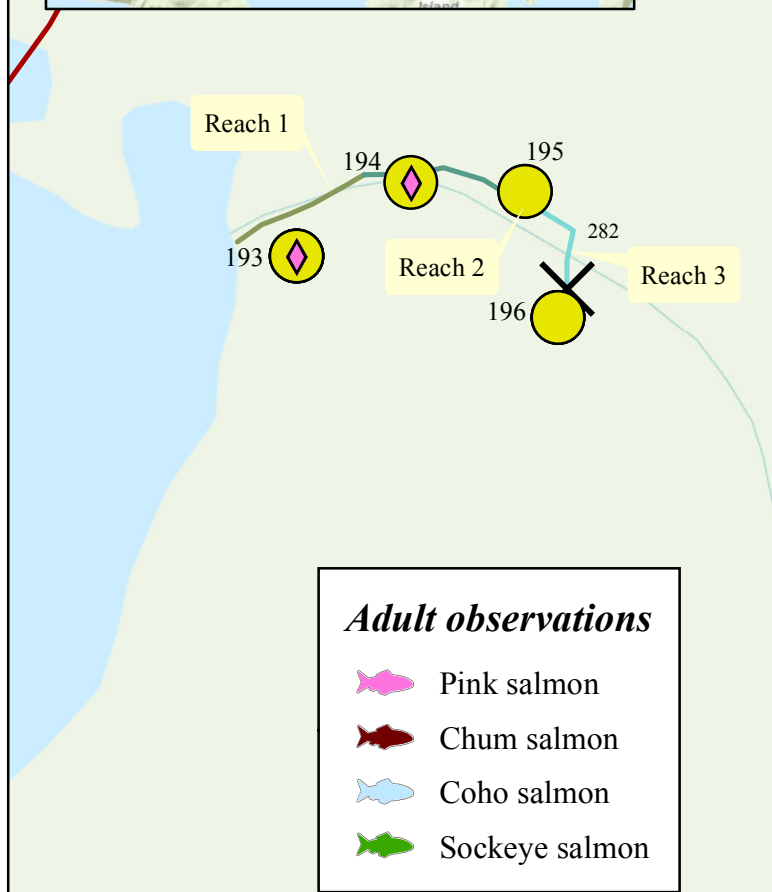 Island
Reach 1
194
195
193
Reach 2
282
Reach 3
196
Adult observations
Pink salmon
Chum salmon
Coho salmon
Sockeye salmon